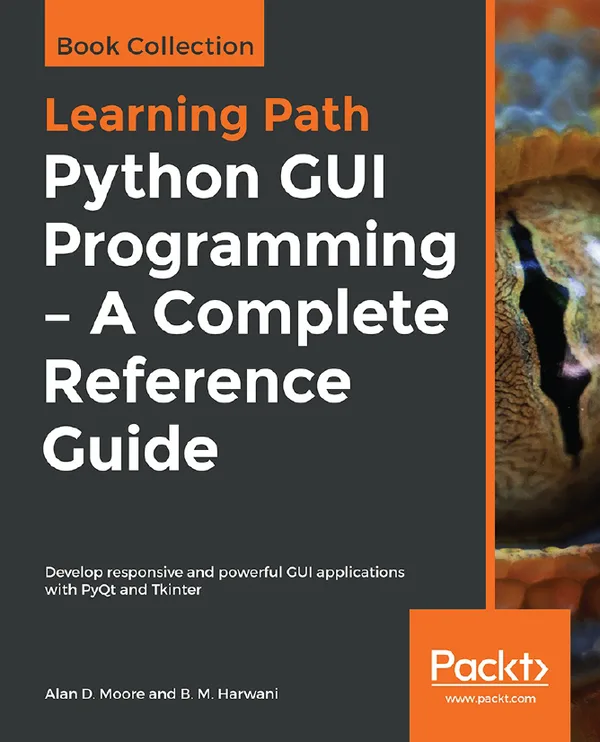 Book Collection
Learning Path
Python GUI
Programming
– A Complete
Reference
Guide
Develop responsive and powerful GUI applications
with PyQt and Tkinter
Packt>
www.packt.com
Alan D. Moore and B. M. Harwani